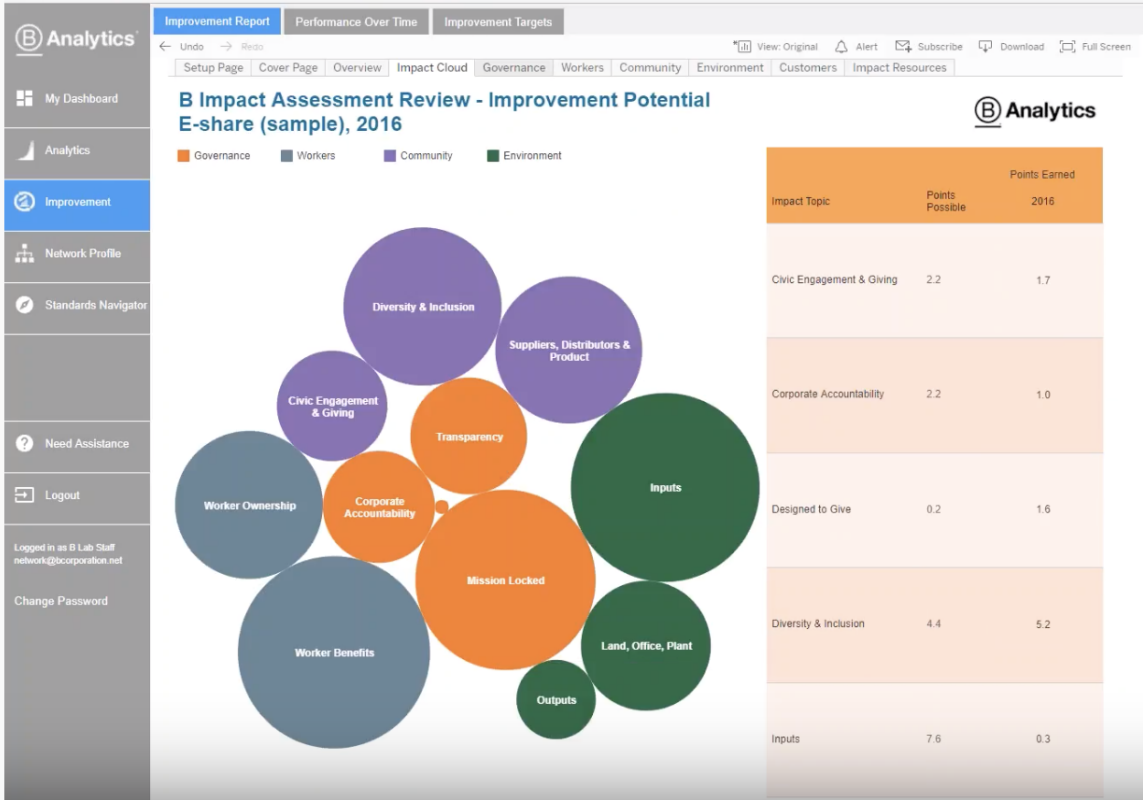 B Analytics
My Dashboard
Analytics
Improvement
Network Profile
Standards Navigator
Need Assistance
Logout
Logged in as B Lab Staff
network@bcorporation.net
Change Password
Improvement Report Performance Over Time Improvement Targets
Undo Redo View: Original Alert Subscribe Download Full Screen
Setup Page Cover Page Overview Impact Cloud Governance Workers Community Environment Customers Impact Resources
B Impact Assessment Review - Improvement Potential
E-share (sample), 2016
B Analytics
Governance Workers Community Environment
Diversity & Inclusion
Suppliers, Distributors &
Product
Civic Engagement
& Giving
Transparency
Inputs
Worker Ownership
Corporate
Accountability
Mission Locked
Worker Benefits
Land, Office, Plant
Outputs
Points Earned
Impact Topic Points
Possible 2016
Civic Engagement & Giving 2.2 1.7
Corporate Accountability 2.2 1.0
Designed to Give 0.2 1.6
Diversity & Inclusion 4.4 5.2
Inputs 7.6 0.3